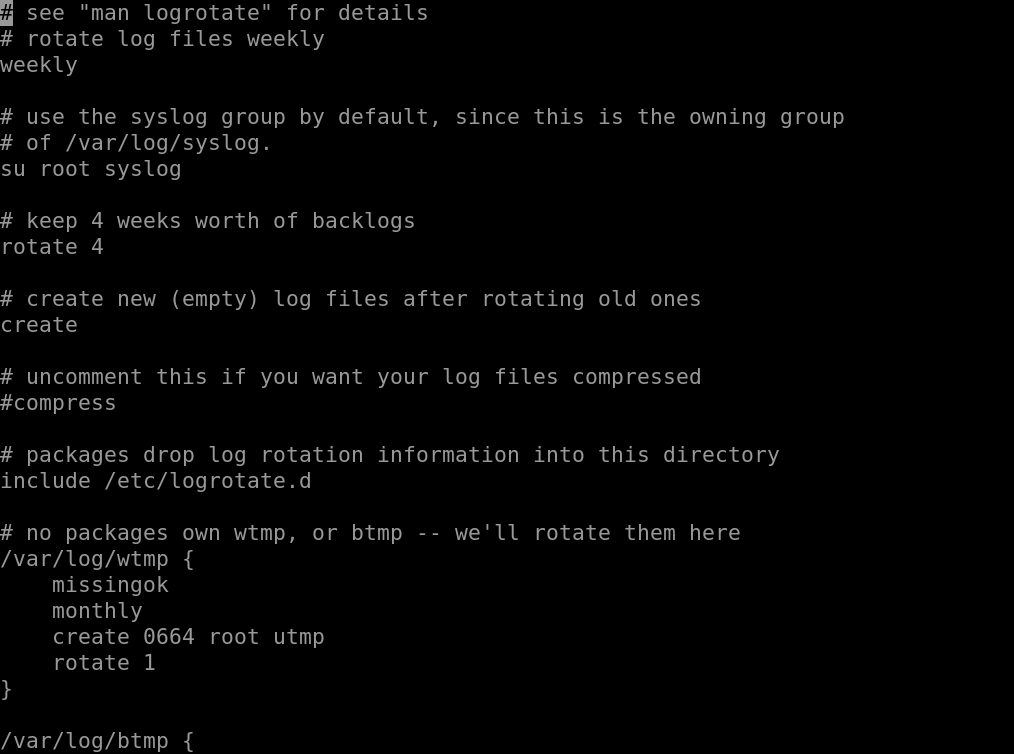 # see "man logrotate" for details
# rotate log files weekly
weekly

# use the syslog group by default, since this is the owning group
# of /var/log/syslog.
su root syslog

# keep 4 weeks worth of backlogs
rotate 4

# create new (empty) log files after rotating old ones
create

# uncomment this if you want your log files compressed
#compress

# packages drop log rotation information into this directory
include /etc/logrotate.d

# no packages own wtmp, or btmp -- we'll rotate them here
/var/log/wtmp {
    missingok
    monthly
    create 0664 root utmp
    rotate 1
}

/var/log/btmp {